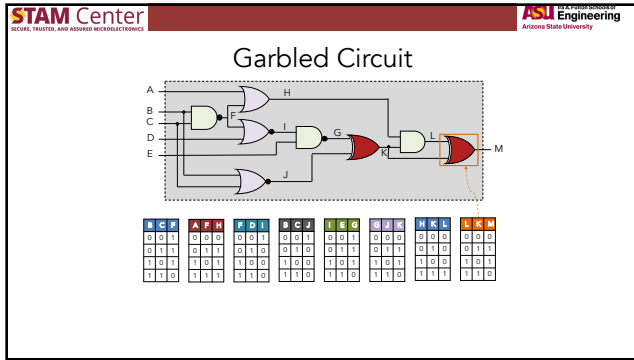 STAM Center
SECURE, TRUSTED, AND ASSURED MICROELECTRONICS
ASU Ira A. Fulton Schools of
Engineering
Arizona State University
Garbled Circuit
A
H
B
C
F
D
I
G
L
M
E
K
J
B C F
0 0 1
0 1 1
1 0 1
1 1 0
A F H
0 0 0
0 1 1
1 0 1
1 1 1
F D I
0 0 1
0 1 0
1 0 0
1 1 0
B C J
0 0 1
0 1 0
1 0 0
1 1 0
I E G
0 0 1
0 1 1
1 0 1
1 1 0
G J K
0 0 0
0 1 1
1 0 1
1 1 0
H K L
0 0 0
0 1 0
1 0 0
1 1 1
L K M
0 0 0
0 1 1
1 0 1
1 1 0